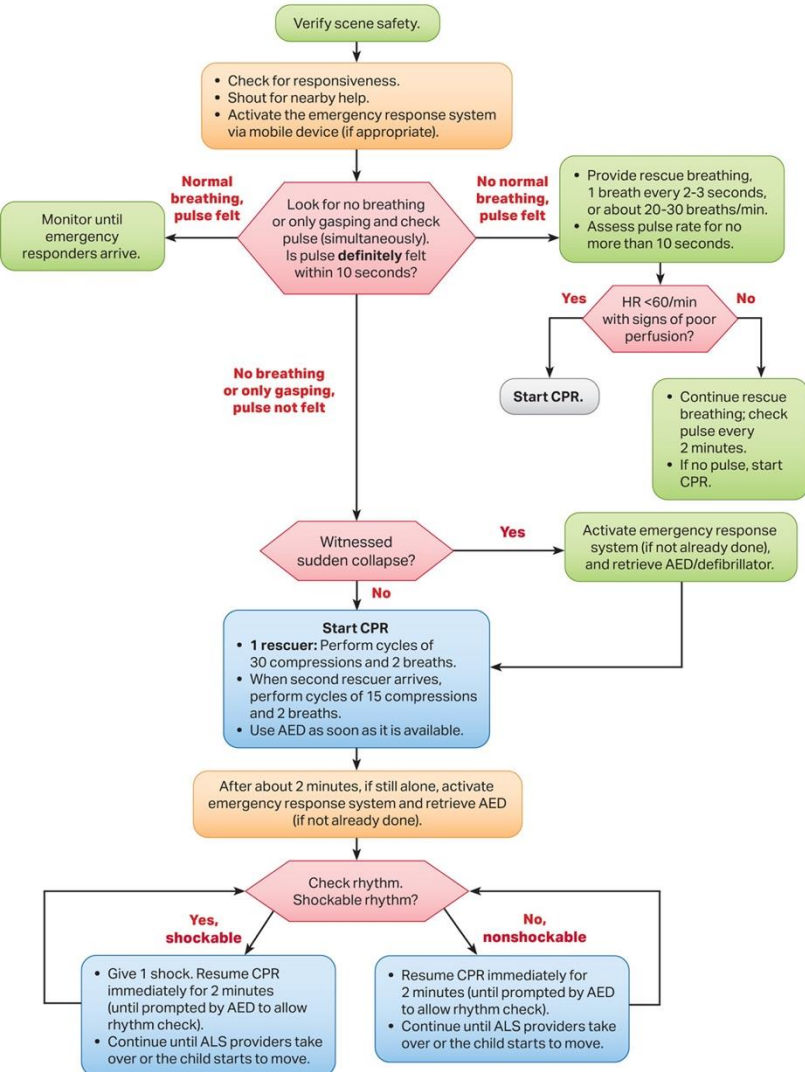 Verify scene safety.
• Check for responsiveness.
• Shout for nearby help.
• Activate the emergency response system
via mobile device (if appropriate).
Normal
breathing,
pulse felt
Look for no breathing
or only gasping and check
pulse (simultaneously).
Is pulse definitely felt
within 10 seconds?
No normal
breathing,
pulse felt
Monitor until
emergency
responders arrive.
• Provide rescue breathing,
1 breath every 2-3 seconds,
or about 20-30 breaths/min.
• Assess pulse rate for no
more than 10 seconds.
Yes
HR <60/min
with signs of poor
perfusion?
No
Start CPR.
• Continue rescue
breathing; check
pulse every
2 minutes.
• If no pulse, start
CPR.
No breathing
or only gasping,
pulse not felt
Witnessed
sudden collapse?
Yes
Activate emergency response
system (if not already done),
and retrieve AED/defibrillator.
No
Start CPR
• 1 rescuer: Perform cycles of
30 compressions and 2 breaths.
• When second rescuer arrives,
perform cycles of 15 compressions
and 2 breaths.
• Use AED as soon as it is available.
After about 2 minutes, if still alone, activate
emergency response system and retrieve AED
(if not already done).
Check rhythm.
Shockable rhythm?
Yes,
shockable
No,
nonshockable
• Give 1 shock. Resume CPR
immediately for 2 minutes
(until prompted by AED to allow
rhythm check).
• Continue until ALS providers take
over or the child starts to move.
• Resume CPR immediately for
2 minutes (until prompted by AED
to allow rhythm check).
• Continue until ALS providers take
over or the child starts to move.